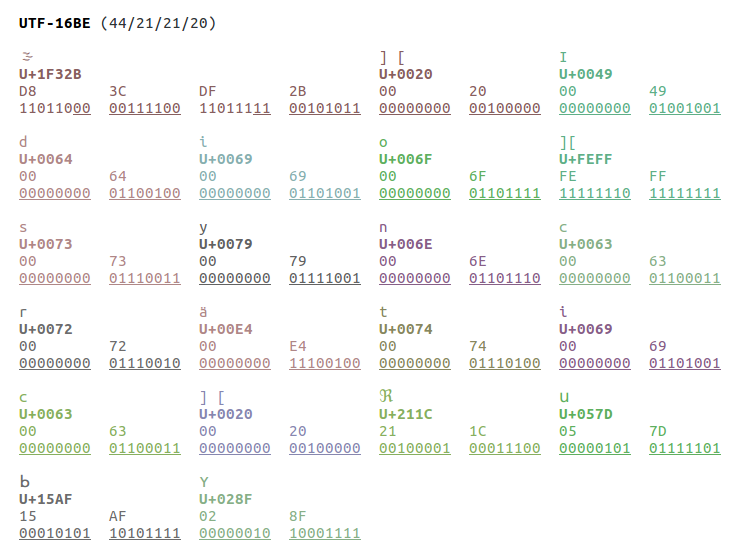 UTF-16BE (44/21/21/20)
🌫 ] [ I
U+1F32B U+0020 U+0049
D8 3C DF 2B 00 20 00 49
11011000 00111100 11011111 00101011 00000000 00100000 00000000 01001001
d i o ][
U+0064 U+0069 U+006F U+FEFF
00 64 00 69 00 6F FE FF
00000000 01100100 00000000 01101001 00000000 01101111 11111110 11111111
s y n c
U+0073 U+0079 U+006E U+0063
00 73 00 79 00 6E 00 63
00000000 01110011 00000000 01111001 00000000 01101110 00000000 01100011
r ä t i
U+0072 U+00E4 U+0074 U+0069
00 72 00 E4 00 74 00 69
00000000 01110010 00000000 11100100 00000000 01110100 00000000 01101001
c ] [ ℜ ս
U+0063 U+0020 U+211C U+057D
00 63 00 20 21 1C 05 7D
00000000 01100011 00000000 00100000 00100001 00011100 00000101 01111101
ᖯ ʏ
U+15AF U+028F
15 AF 02 8F
00010101 10101111 00000010 10001111